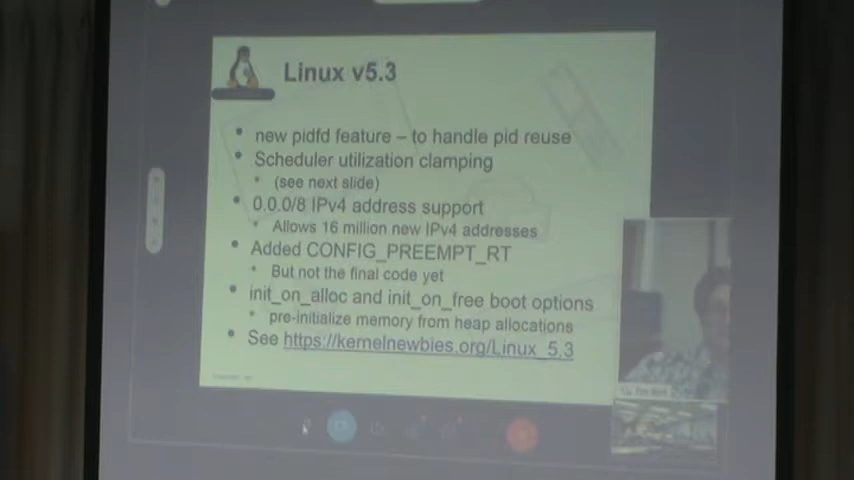 Linux v5.3
new pidfd feature – to handle pid reuse
Scheduler utilization clamping
(see next slide)
0.0.0/8 IPv4 address support
Allows 16 million new IPv4 addresses
Added CONFIG_PREEMPT_RT
But not the final code yet
init_on_alloc and init_on_free boot options
pre-initialize memory from heap allocations
See https://kernelnewbies.org/Linux_5.3